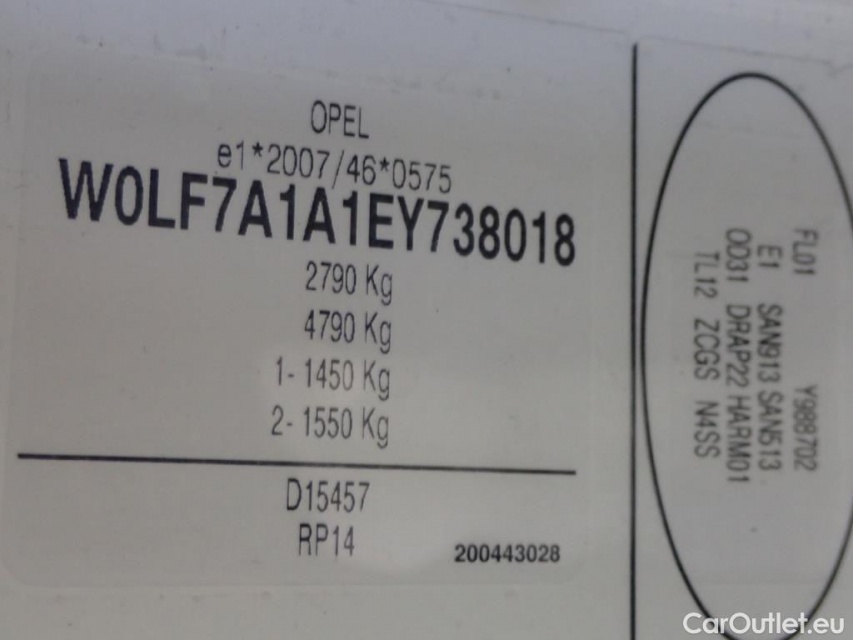 OPEL
e1*2007/46*0575
W0LF7A1A1EY738018
2790 Kg
4790 Kg
1- 1450 Kg
2- 1550 Kg
D15457
RP14
200443028
FL01 Y988702
E1 SAN913 SAN513
OD31 DRAP22 HARM01
TL12 ZCGS N4SS
CarOutlet.eu